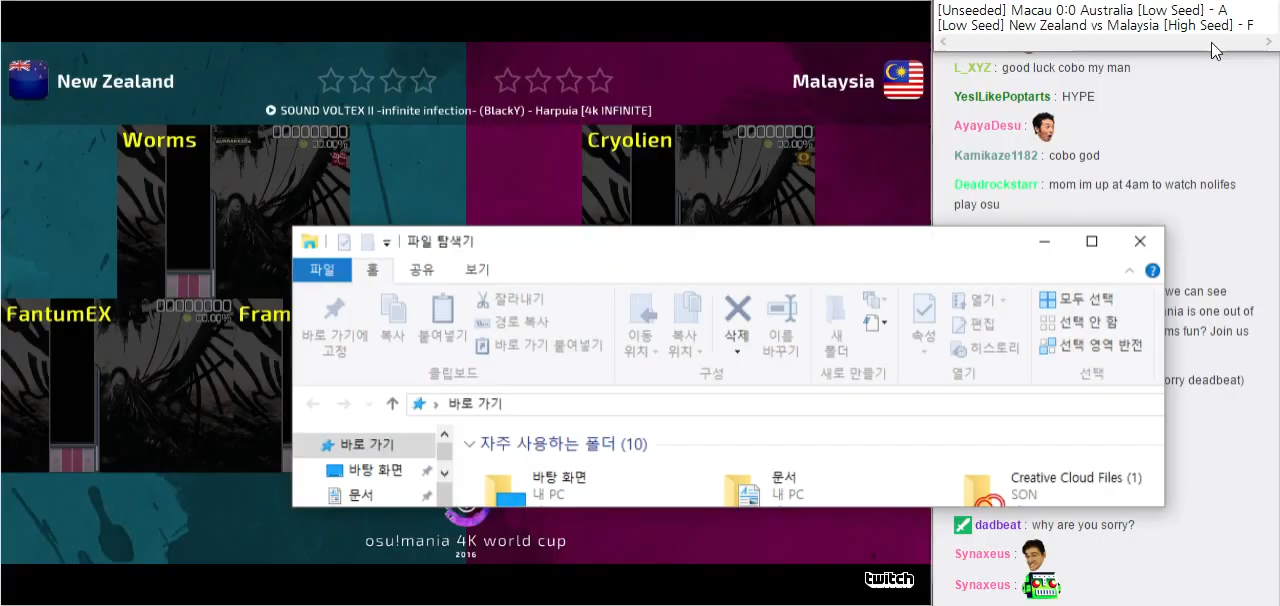 [Unseeded] Macau 0:0 Australia [Low Seed] - A
[Low Seed] New Zealand vs Malaysia [High Seed] - F
New Zealand
Malaysia
SOUND VOLTEX II -infinite infection- (BlackY) - Harpuia [4k INFINITE]
Worms
00000000
00.00%
Cryolien
00000000
00.00%
FantumEX
00000000
00.00%
Fram
L_XYZ : good luck cobo my man
YesILikePoptarts : HYPE
AyayaDesu :
Kamikaze1182 : cobo god
Deadrockstarr : mom im up at 4am to watch nolifes
play osu
we can see
nia is one out of
ms fun? Join us
orry deadbeat)
파일 탐색기
파일
홈
공유
보기
바로 가기에
고정
복사
붙여넣기
잘라내기
경로 복사
바로 가기 붙여넣기
클립보드
이동
위치
복사
위치
삭제
이름
바꾸기
구성
새
폴더
새로 만들기
속성
열기
편집
히스토리
열기
모두 선택
선택 안 함
선택 영역 반전
선택
바로 가기
바로 가기
바탕 화면
문서
자주 사용하는 폴더 (10)
바탕 화면
내 PC
문서
내 PC
Creative Cloud Files (1)
SON
osu!mania 4K world cup
2016
twitch
dadbeat : why are you sorry?
Synaxeus :
Synaxeus :